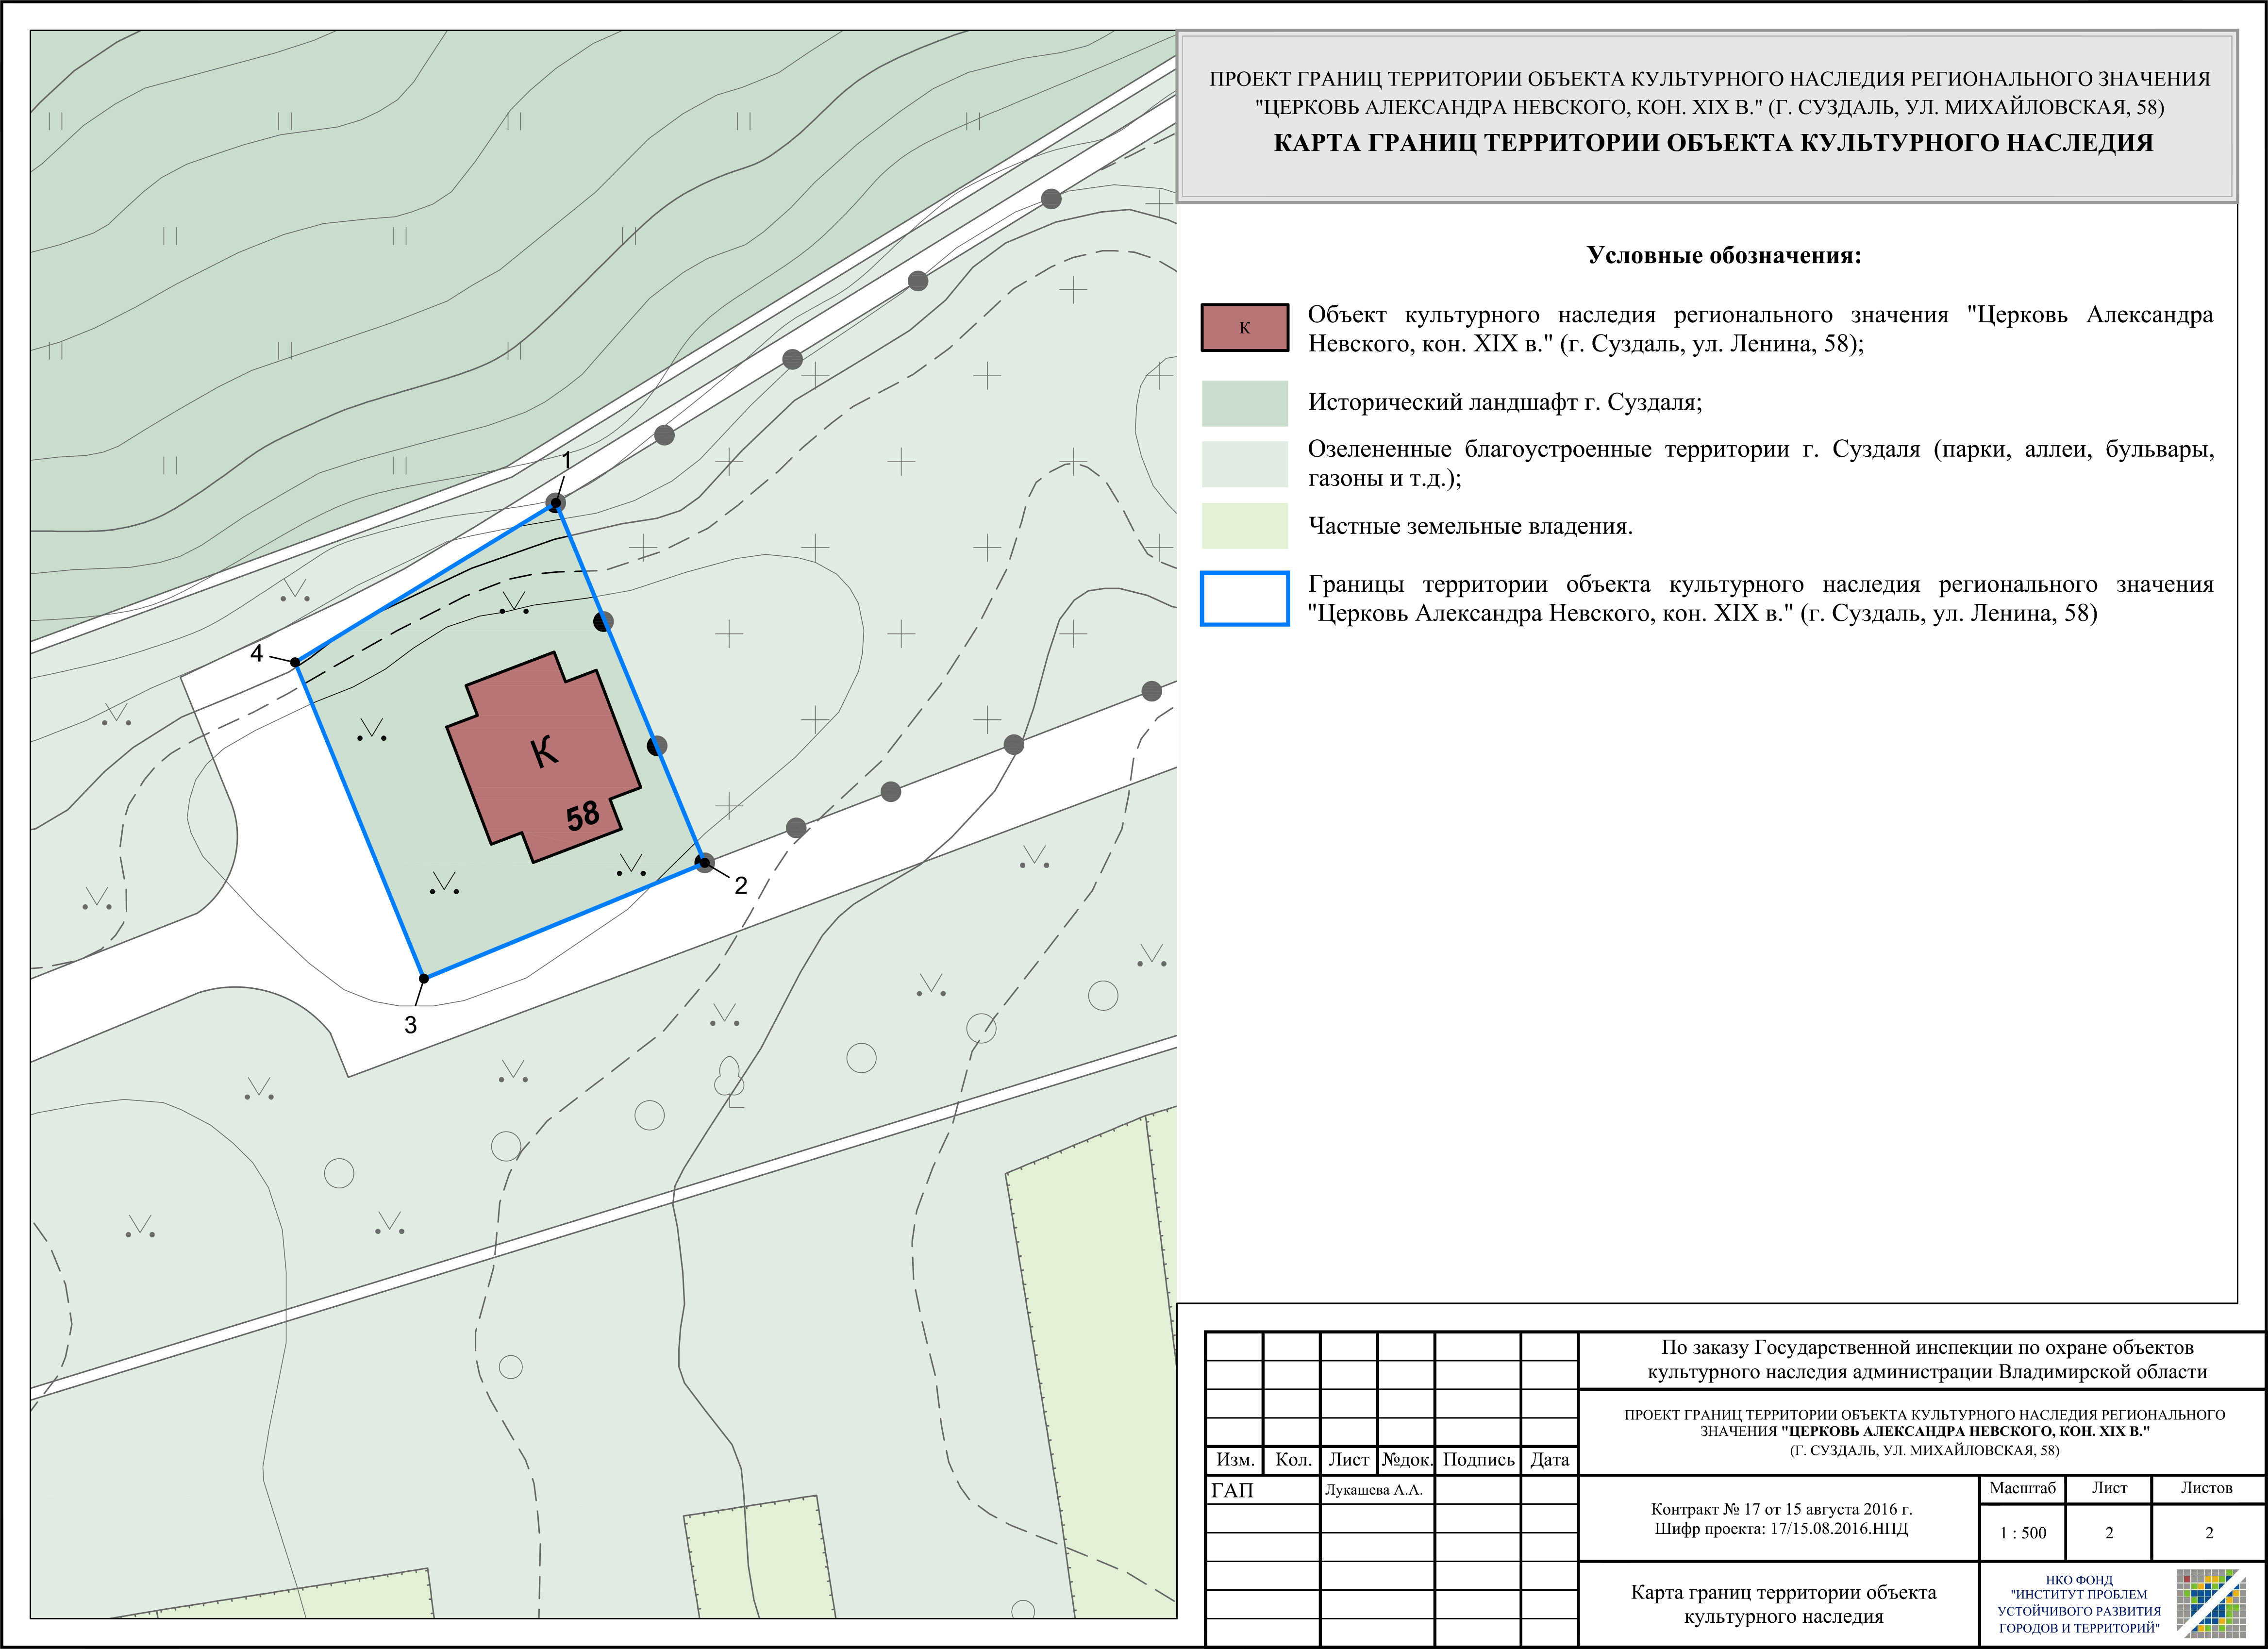 ПРОЕКТ ГРАНИЦ ТЕРРИТОРИИ ОБЪЕКТА КУЛЬТУРНОГО НАСЛЕДИЯ РЕГИОНАЛЬНОГО ЗНАЧЕНИЯ
"ЦЕРКОВЬ АЛЕКСАНДРА НЕВСКОГО, КОН. XIX В." (Г. СУЗДАЛЬ, УЛ. МИХАЙЛОВСКАЯ, 58)
КАРТА ГРАНИЦ ТЕРРИТОРИИ ОБЪЕКТА КУЛЬТУРНОГО НАСЛЕДИЯ
Условные обозначения:
К
Объект культурного наследия регионального значения "Церковь Александра
Невского, кон. XIX в." (г. Суздаль, ул. Ленина, 58);
Исторический ландшафт г. Суздаля;
Озелененные благоустроенные территории г. Суздаля (парки, аллеи, бульвары,
газоны и т.д.);
Частные земельные владения.
Границы территории объекта культурного наследия регионального значения
"Церковь Александра Невского, кон. XIX в." (г. Суздаль, ул. Ленина, 58)
1
4
К
58
2
3
По заказу Государственной инспекции по охране объектов
культурного наследия администрации Владимирской области
ПРОЕКТ ГРАНИЦ ТЕРРИТОРИИ ОБЪЕКТА КУЛЬТУРНОГО НАСЛЕДИЯ РЕГИОНАЛЬНОГО
ЗНАЧЕНИЯ "ЦЕРКОВЬ АЛЕКСАНДРА НЕВСКОГО, КОН. XIX В."
(Г. СУЗДАЛЬ, УЛ. МИХАЙЛОВСКАЯ, 58)
Изм. Кол. Лист №док. Подпись Дата
ГАП Лукашева А.А.
Контракт № 17 от 15 августа 2016 г.
Шифр проекта: 17/15.08.2016.НПД
Масштаб Лист Листов
1 : 500 2 2
Карта границ территории объекта
культурного наследия
НКО ФОНД
"ИНСТИТУТ ПРОБЛЕМ
УСТОЙЧИВОГО РАЗВИТИЯ
ГОРОДОВ И ТЕРРИТОРИЙ"